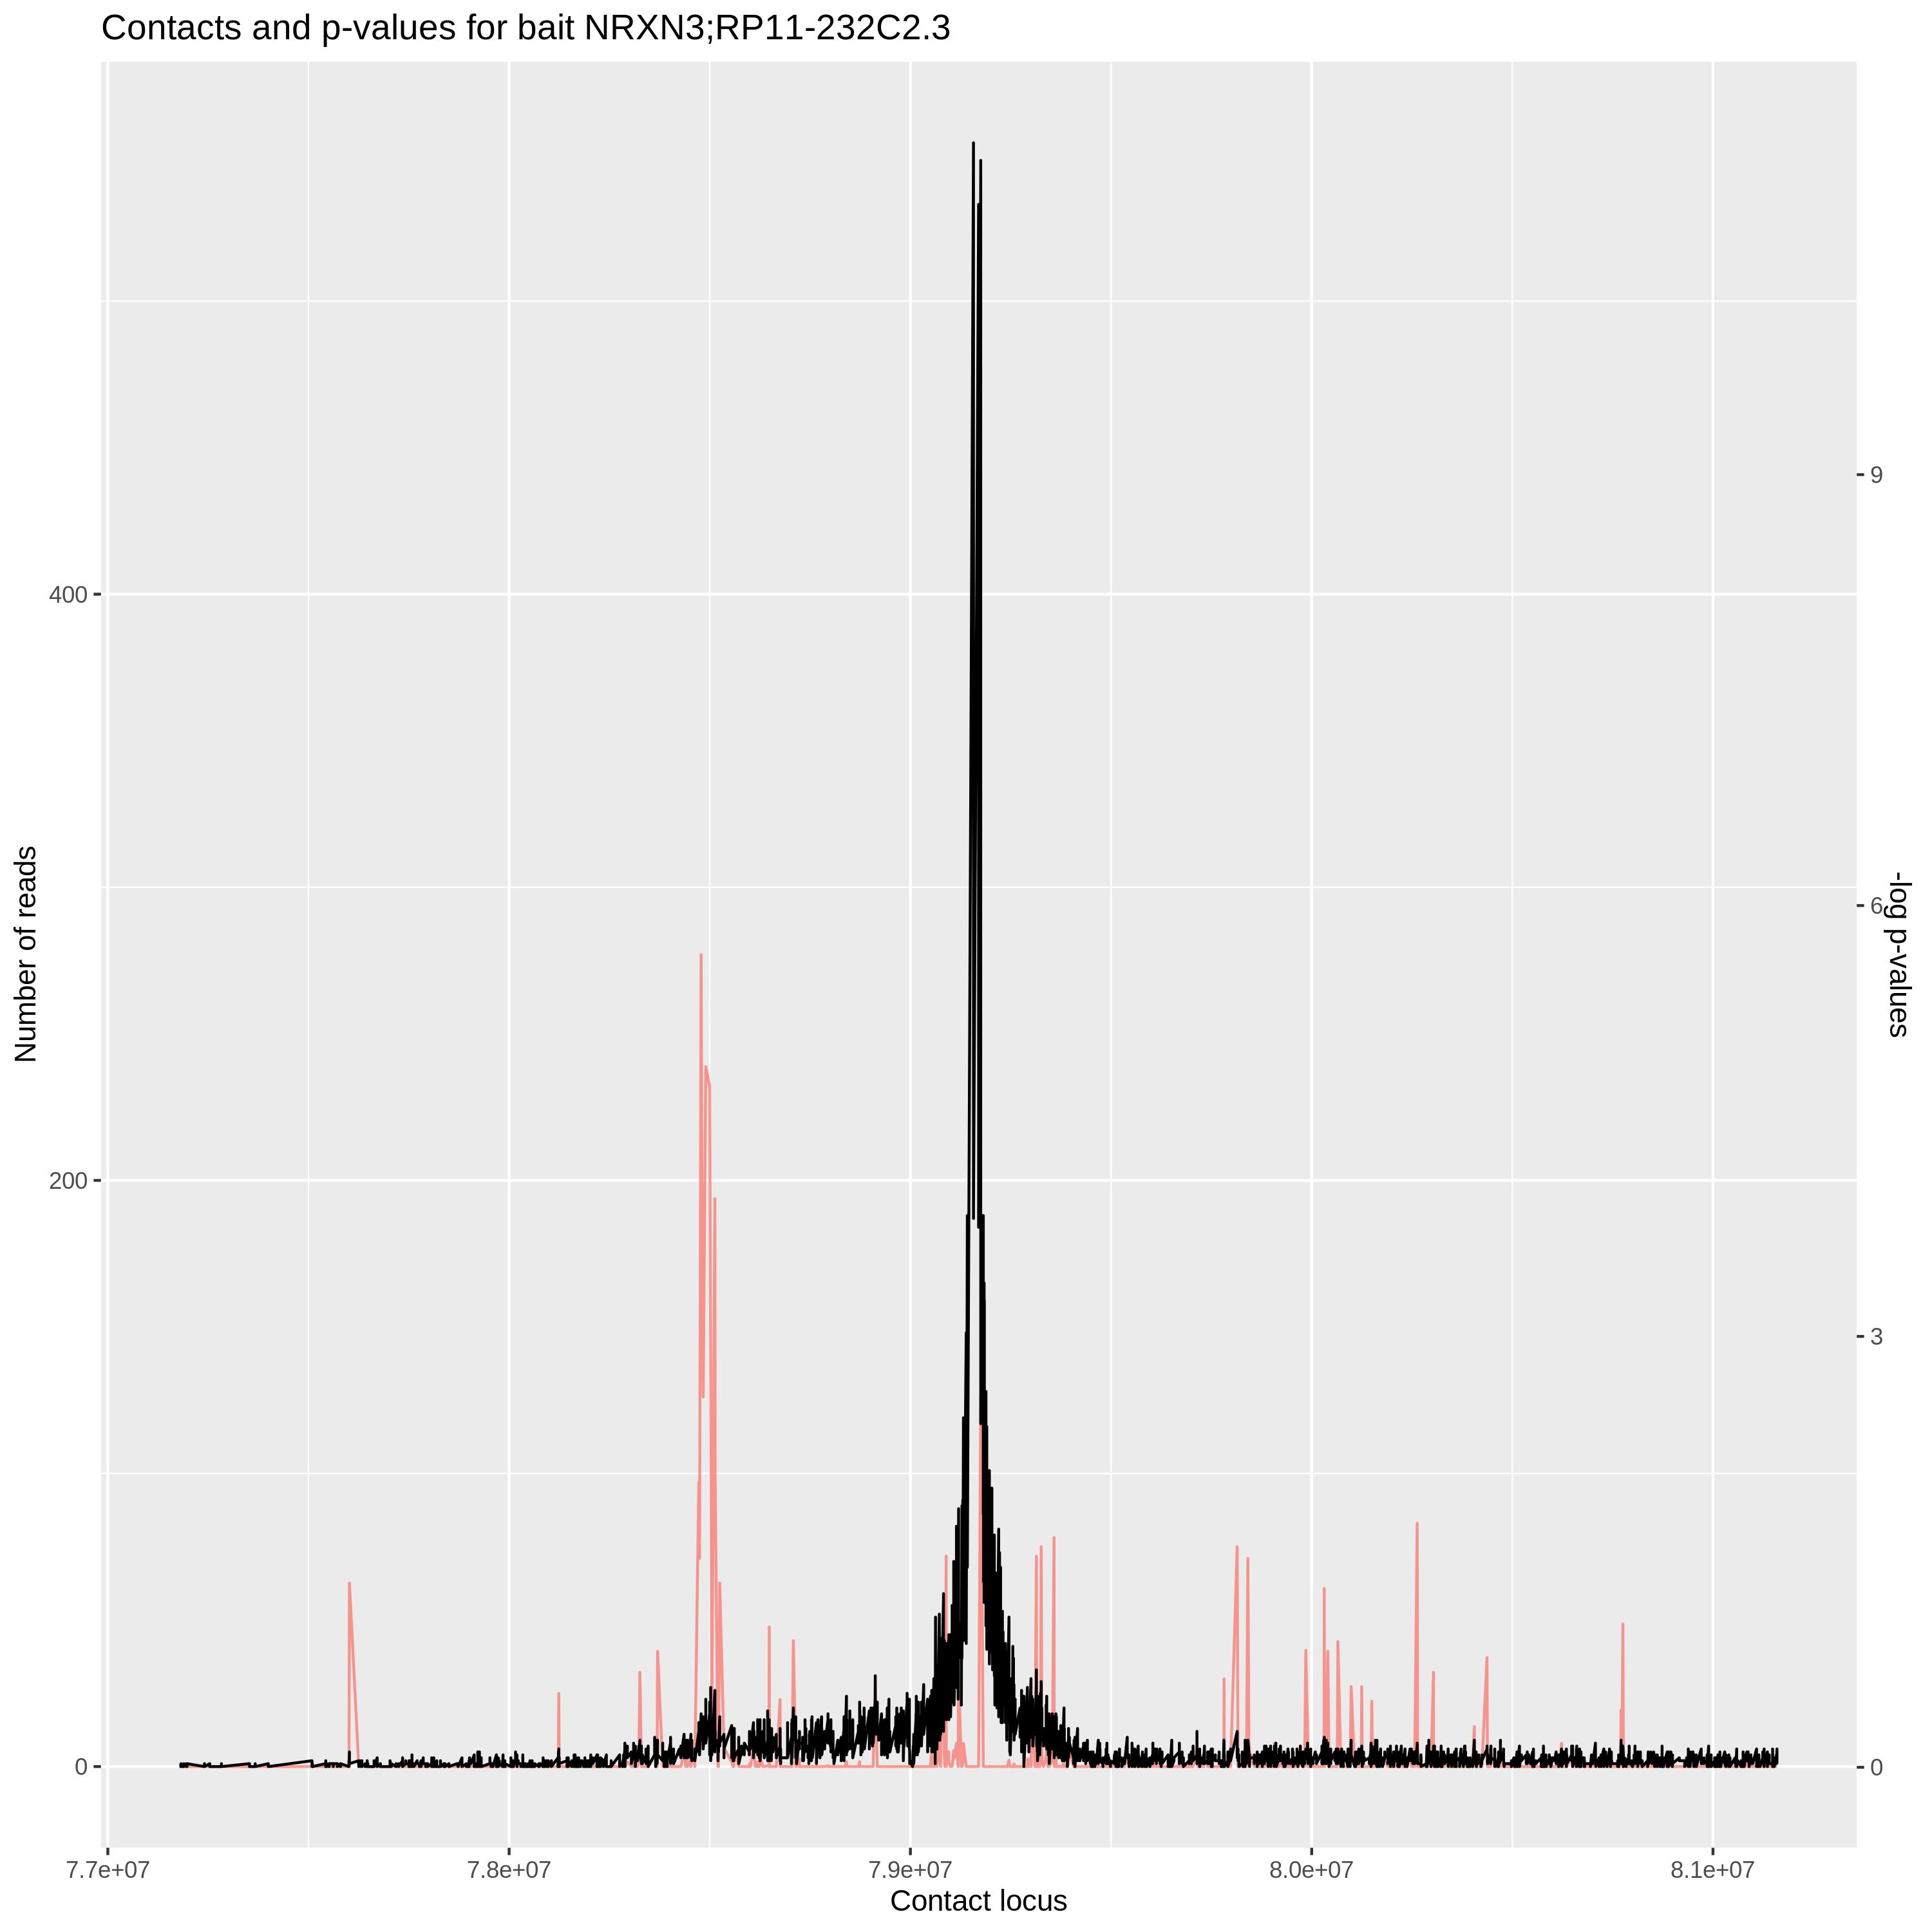 Contacts and p-values for bait NRXN3;RP11-232C2.3
Number of reads
400
200
0
9
6
3
0
-log p-values
7.7e+07
7.8e+07
7.9e+07
8.0e+07
8.1e+07
Contact locus